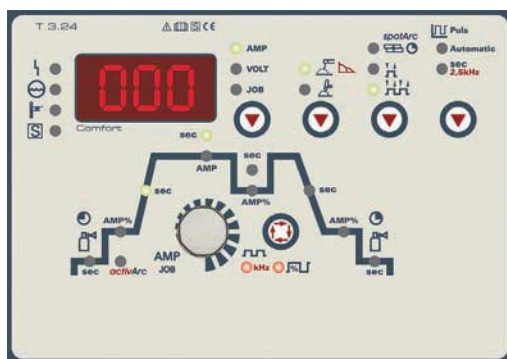 T 3.24
CE
000
Comfort
AMP
VOLT
JOB
spotArc
Puls
Automatic
sec
2,5kHz
S
sec
AMP
sec
AMP%
sec
AMP%
sec
activArc
AMP
JOB
kHz
%
sec
AMP%
sec